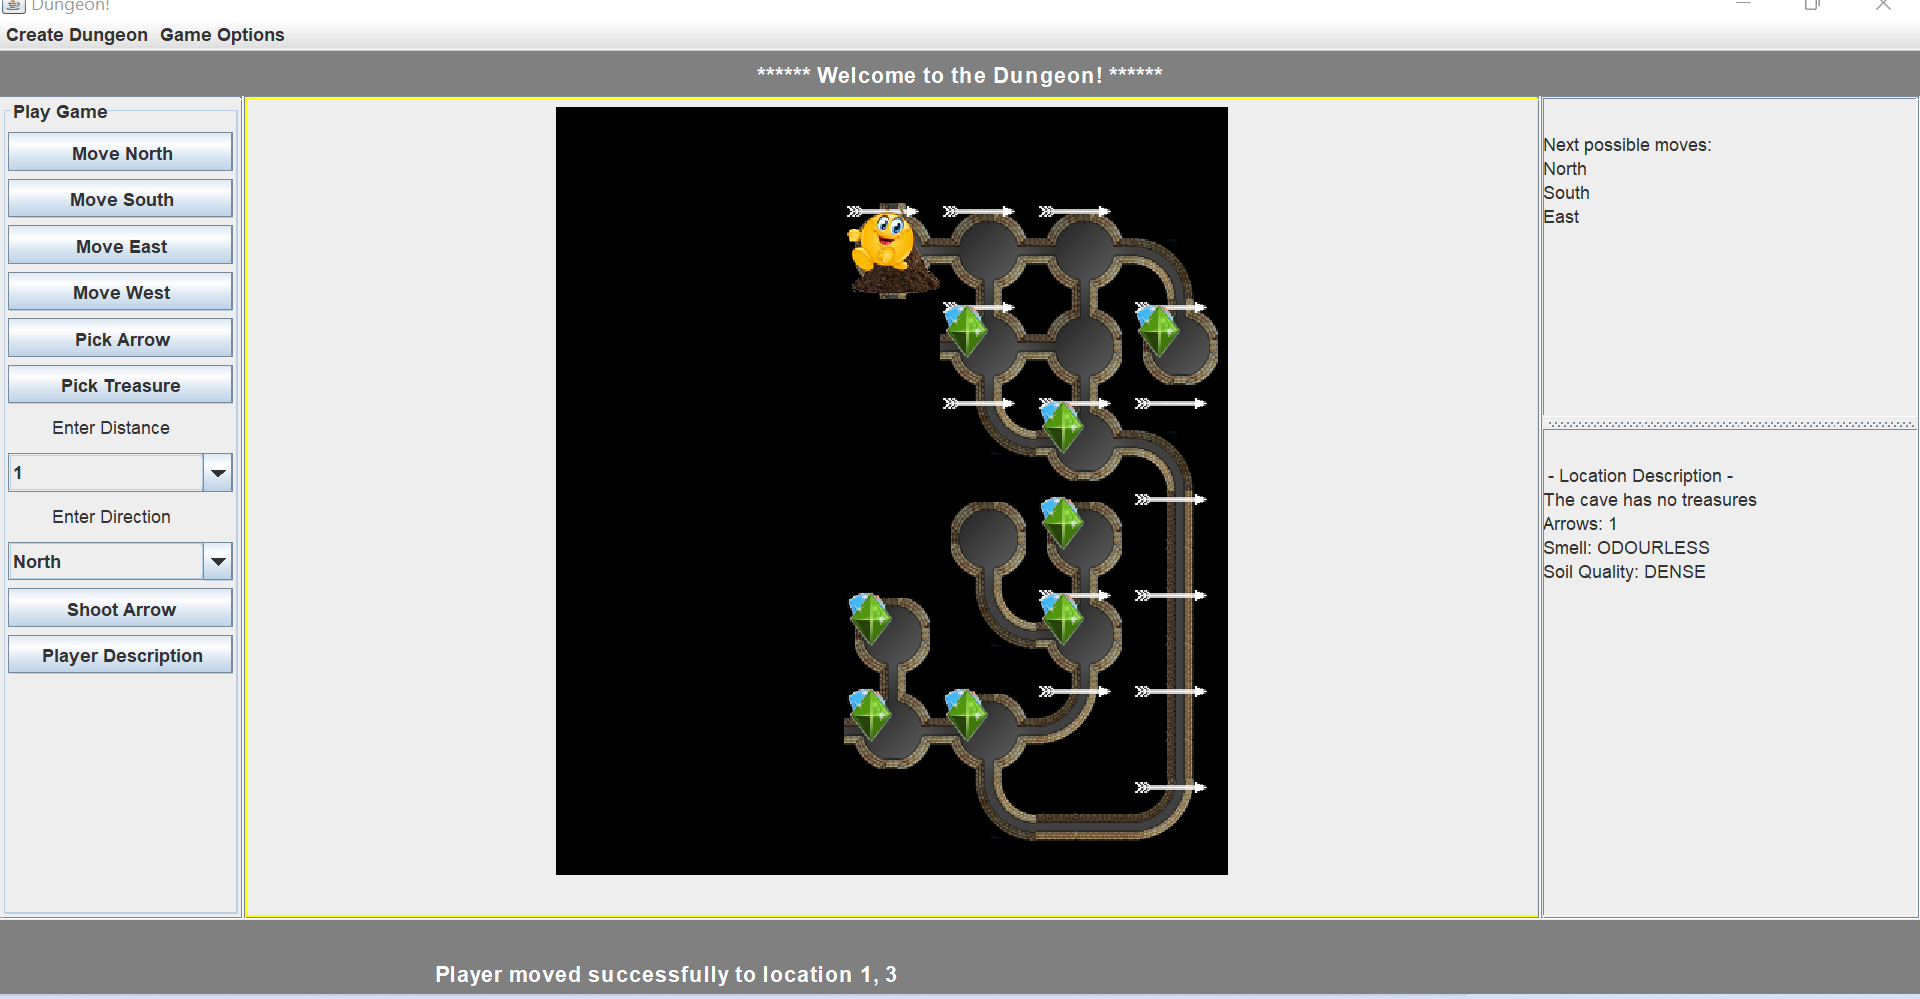 Dungeon!
Create Dungeon Game Options
****** Welcome to the Dungeon! ******
Play Game
Move North
Move South
Move East
Move West
Pick Arrow
Pick Treasure
Enter Distance
1
Enter Direction
North
Shoot Arrow
Player Description
Next possible moves:
North
South
East
- Location Description -
The cave has no treasures
Arrows: 1
Smell: ODOURLESS
Soil Quality: DENSE
Player moved successfully to location 1, 3